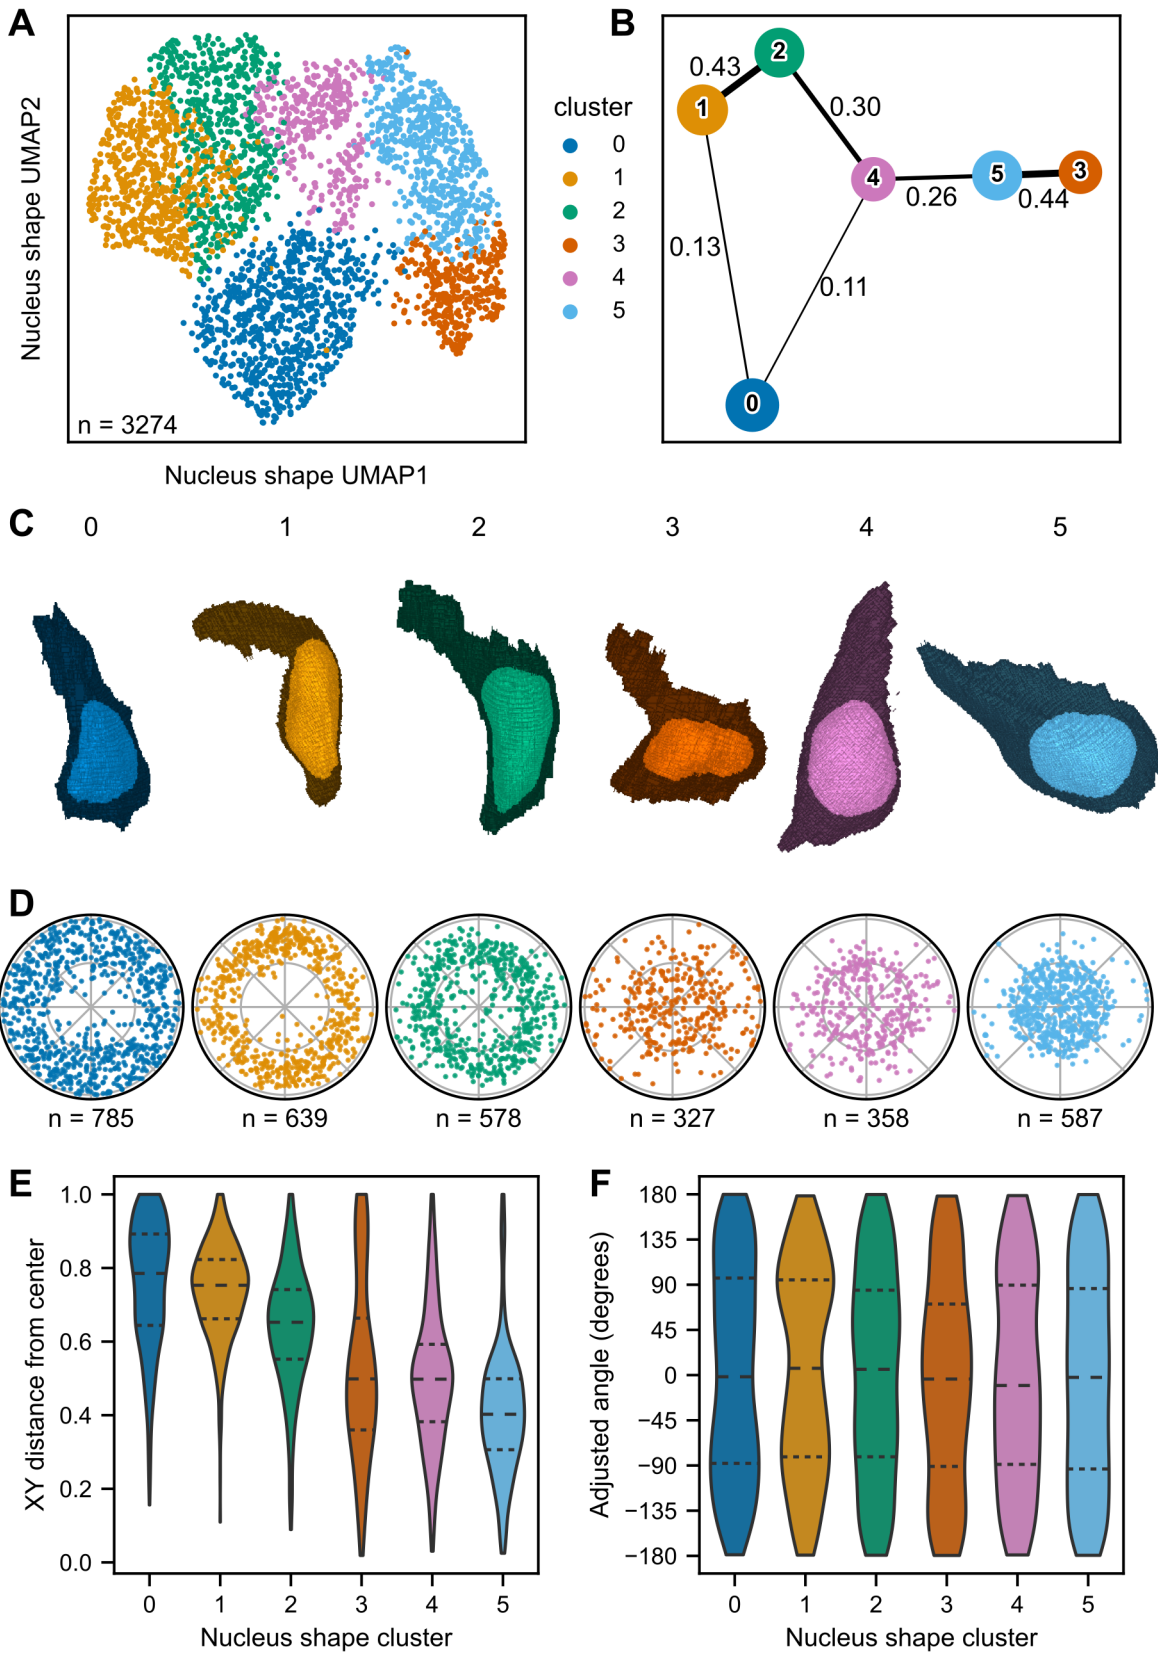 A
Nucleus shape UMAP2
n = 3274
Nucleus shape UMAP1
cluster
0
1
2
3
4
5
B
2
0.43
1
0.30
4
5
3
0.26
0.44
0.13
0.11
0
C
0 1 2 3 4 5
D
n = 785 n = 639 n = 578 n = 327 n = 358 n = 587
E
XY distance from center
1.0
0.8
0.6
0.4
0.2
0.0
0 1 2 3 4 5
Nucleus shape cluster
F
Adjusted angle (degrees)
180
135
90
45
0
−45
−90
−135
−180
0 1 2 3 4 5
Nucleus shape cluster